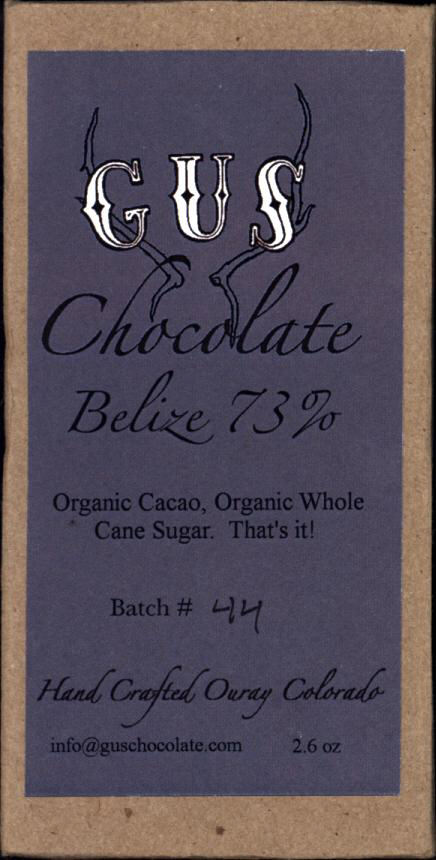 GUS
Chocolate
Belize 73%
Organic Cacao, Organic Whole
Cane Sugar. That's it!
Batch # 44
Hand Crafted Ouray Colorado
info@guschocolate.com 2.6 oz